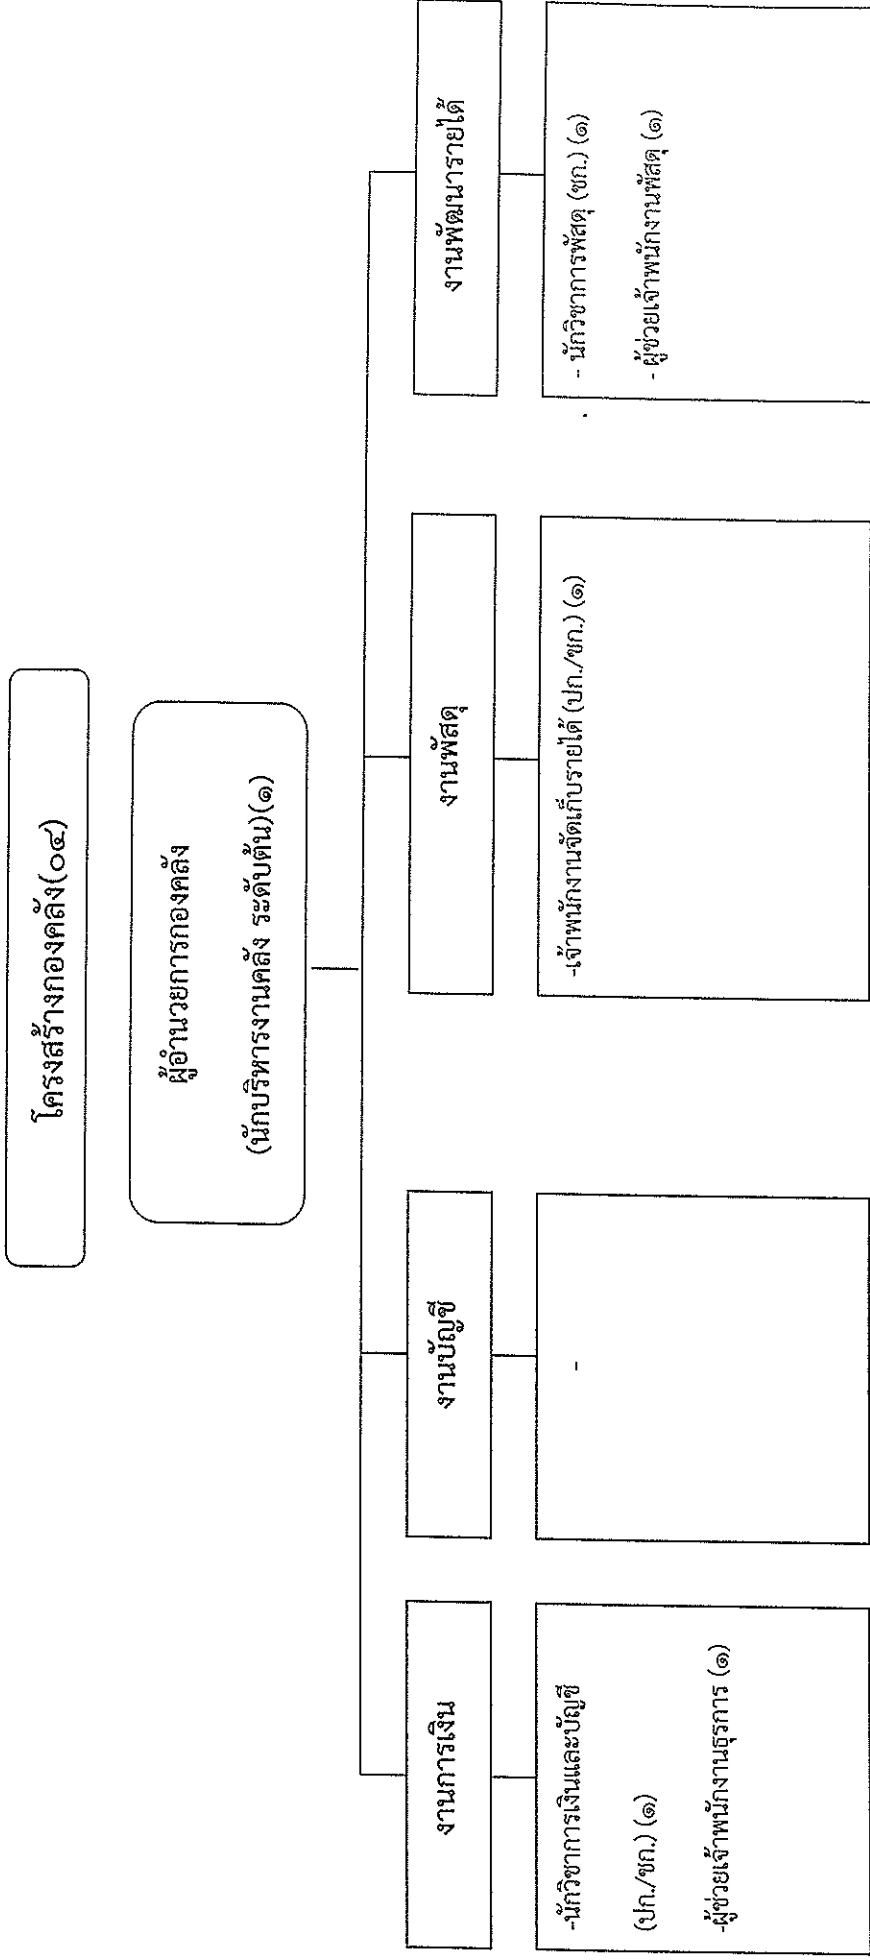 โครงสร้างกองคลัง(๐๔)
ผู้อำนวยการกองคลัง
(นักบริหารงานคลัง ระดับต้น)(๑)
งานการเงิน
งานบัญชี
งานพัสดุ
งานพัฒนารายได้
-นักวิชาการเงินและบัญชี
(ปก./ชก.) (๑)
-ผู้ช่วยเจ้าพนักงานธุรการ (๑)
-
-เจ้าพนักงานจัดเก็บรายได้ (ปก./ชก.) (๑)
- นักวิชาการพัสดุ (ชก.) (๑)
- ผู้ช่วยเจ้าพนักงานพัสดุ (๑)